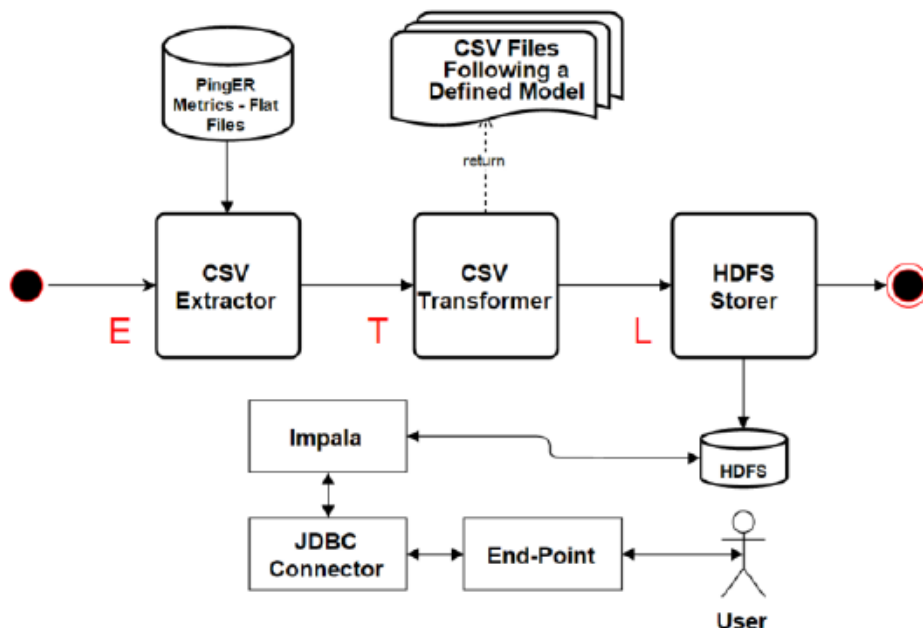 PingER
Metrics - Flat
Files
CSV Files
Following a
Defined Model
return
CSV
Extractor
CSV
Transformer
HDFS
Storer
E
T
L
Impala
HDFS
JDBC
Connector
End-Point
User